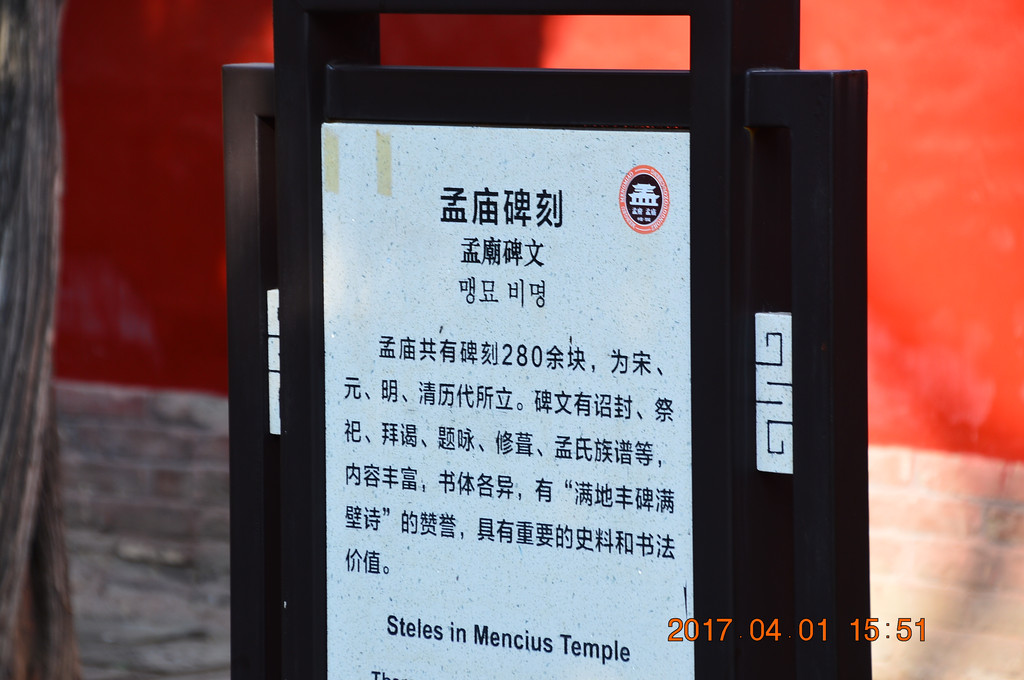 孟庙碑刻
孟廟碑文
맹묘 비명
孟庙共有碑刻280余块，为宋、
元、明、清历代所立。碑文有诏封、祭
祀、拜谒、题咏、修葺、孟氏族谱等，
内容丰富，书体各异，有“满地丰碑满
壁诗”的赞誉，具有重要的史料和书法
价值。
Steles in Mencius Temple
孟府 孟庙
2017 04 01 15:51